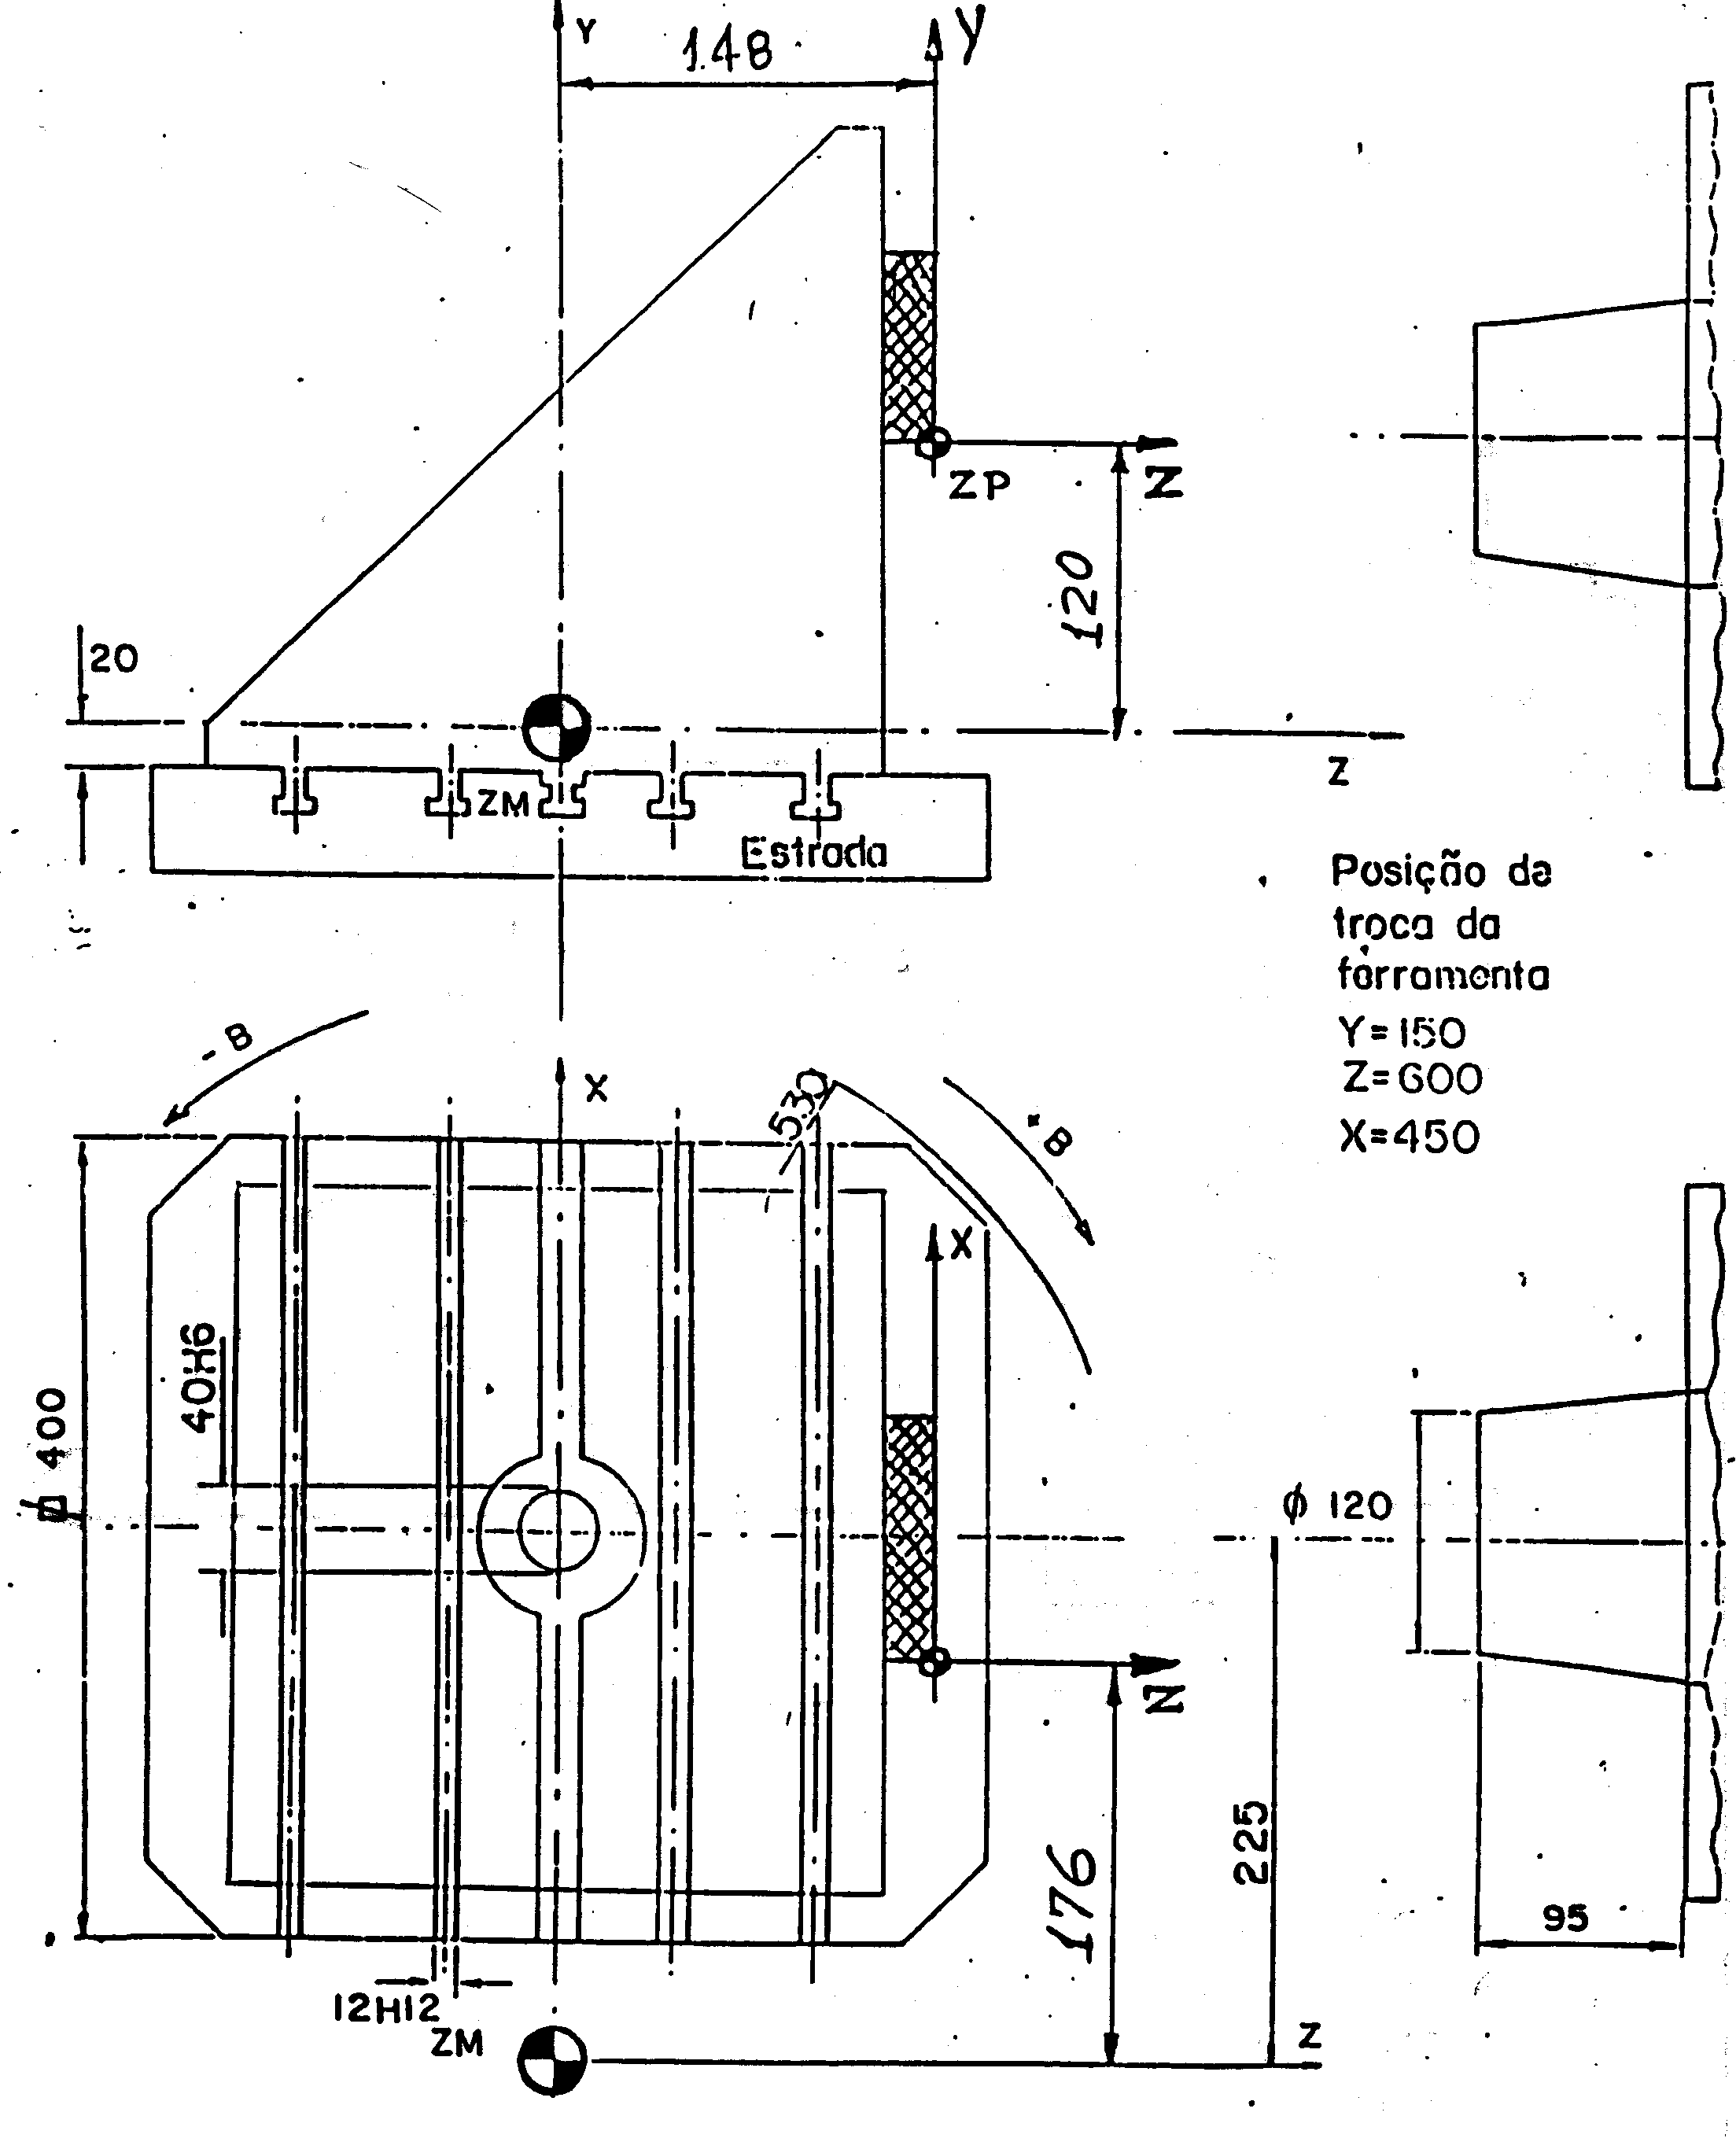 Y
148
y
ZP
Z
120
20
Z
ZM
Estrada
Posição de
troca da
ferramenta
Y=150
Z=600
X=450
- B
X
530
+ B
X
40H6
□ 400
ϕ 120
Z
225
176
95
12H12
ZM
Z